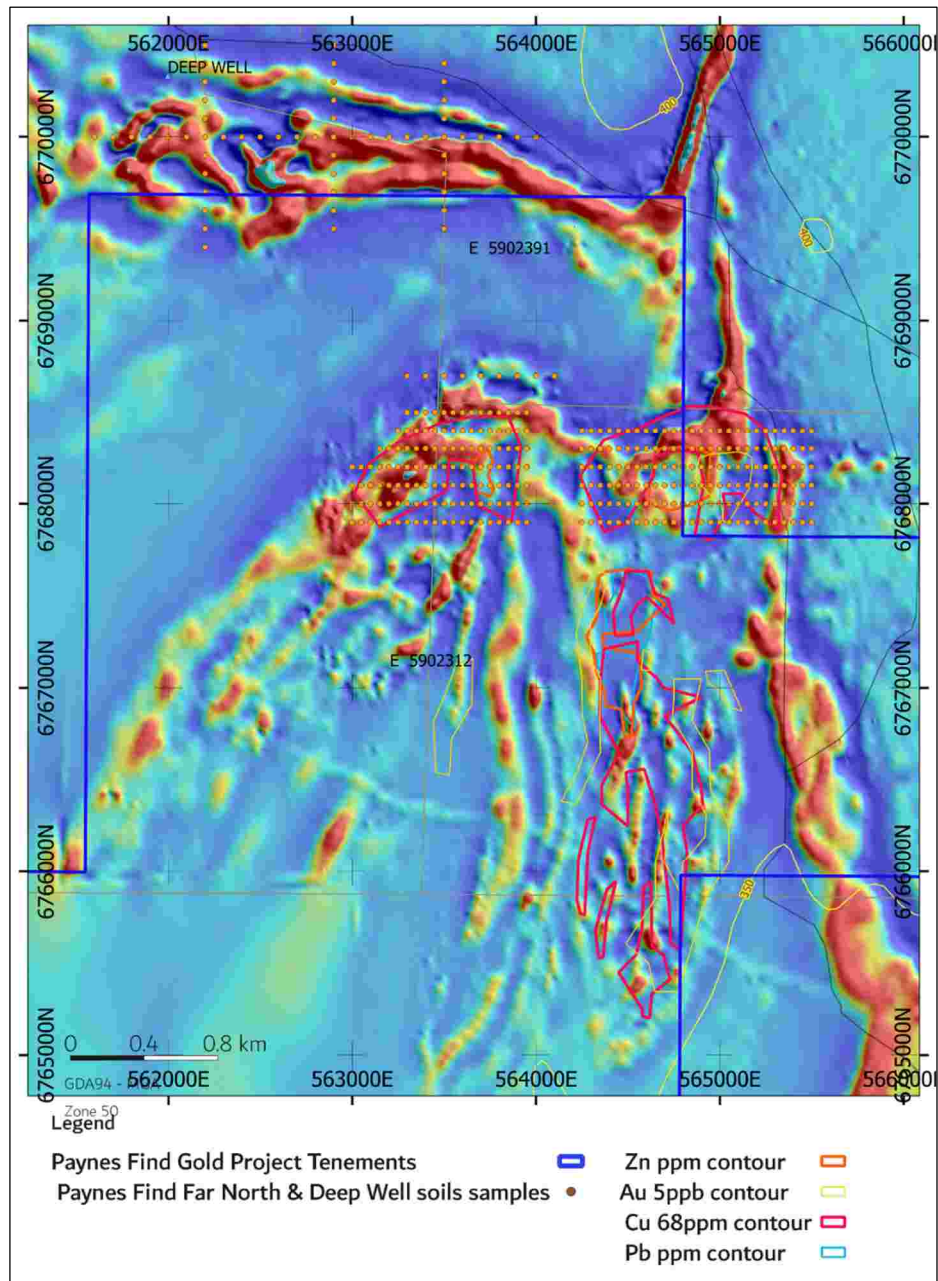 562000E 563000E 564000E 565000E 566000
DEEP WELL
400
6770000N 6770000N
400
E 5902391
6769000N 6769000N
6768000N 6768000N
E 5902312
6767000N 6767000N
6766000N 6766000N
350
0 0.4 0.8 km
6765000N 6765000N
GDA94 -
562000E 563000E 564000E 565000E 566000
Zone 50
Legend
Paynes Find Gold Project Tenements
Paynes Find Far North & Deep Well soils samples
Zn ppm contour
Au 5ppb contour
Cu 68ppm contour
Pb ppm contour